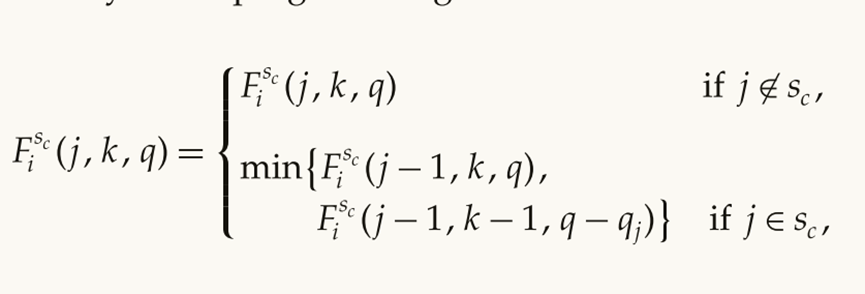 F_i^{s_c}(j, k, q) = { F_i^{s_c}(j, k, q) if j ∉ s_c,
min{F_i^{s_c}(j − 1, k, q),
F_i^{s_c}(j − 1, k − 1, q − q_j)} if j ∈ s_c,